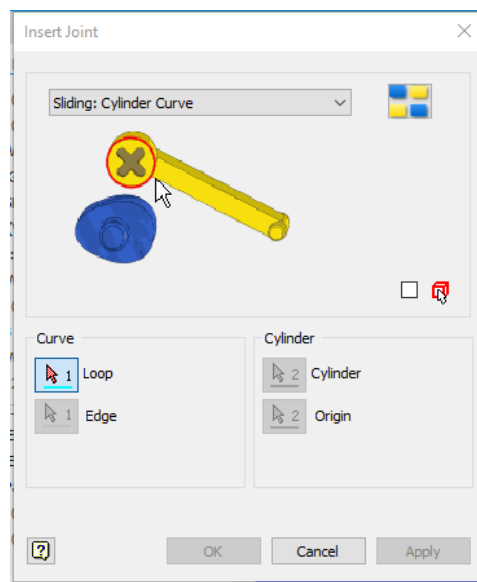 Insert Joint
Sliding: Cylinder Curve
Curve
Cylinder
1 Loop
2 Cylinder
1 Edge
2 Origin
OK
Cancel
Apply